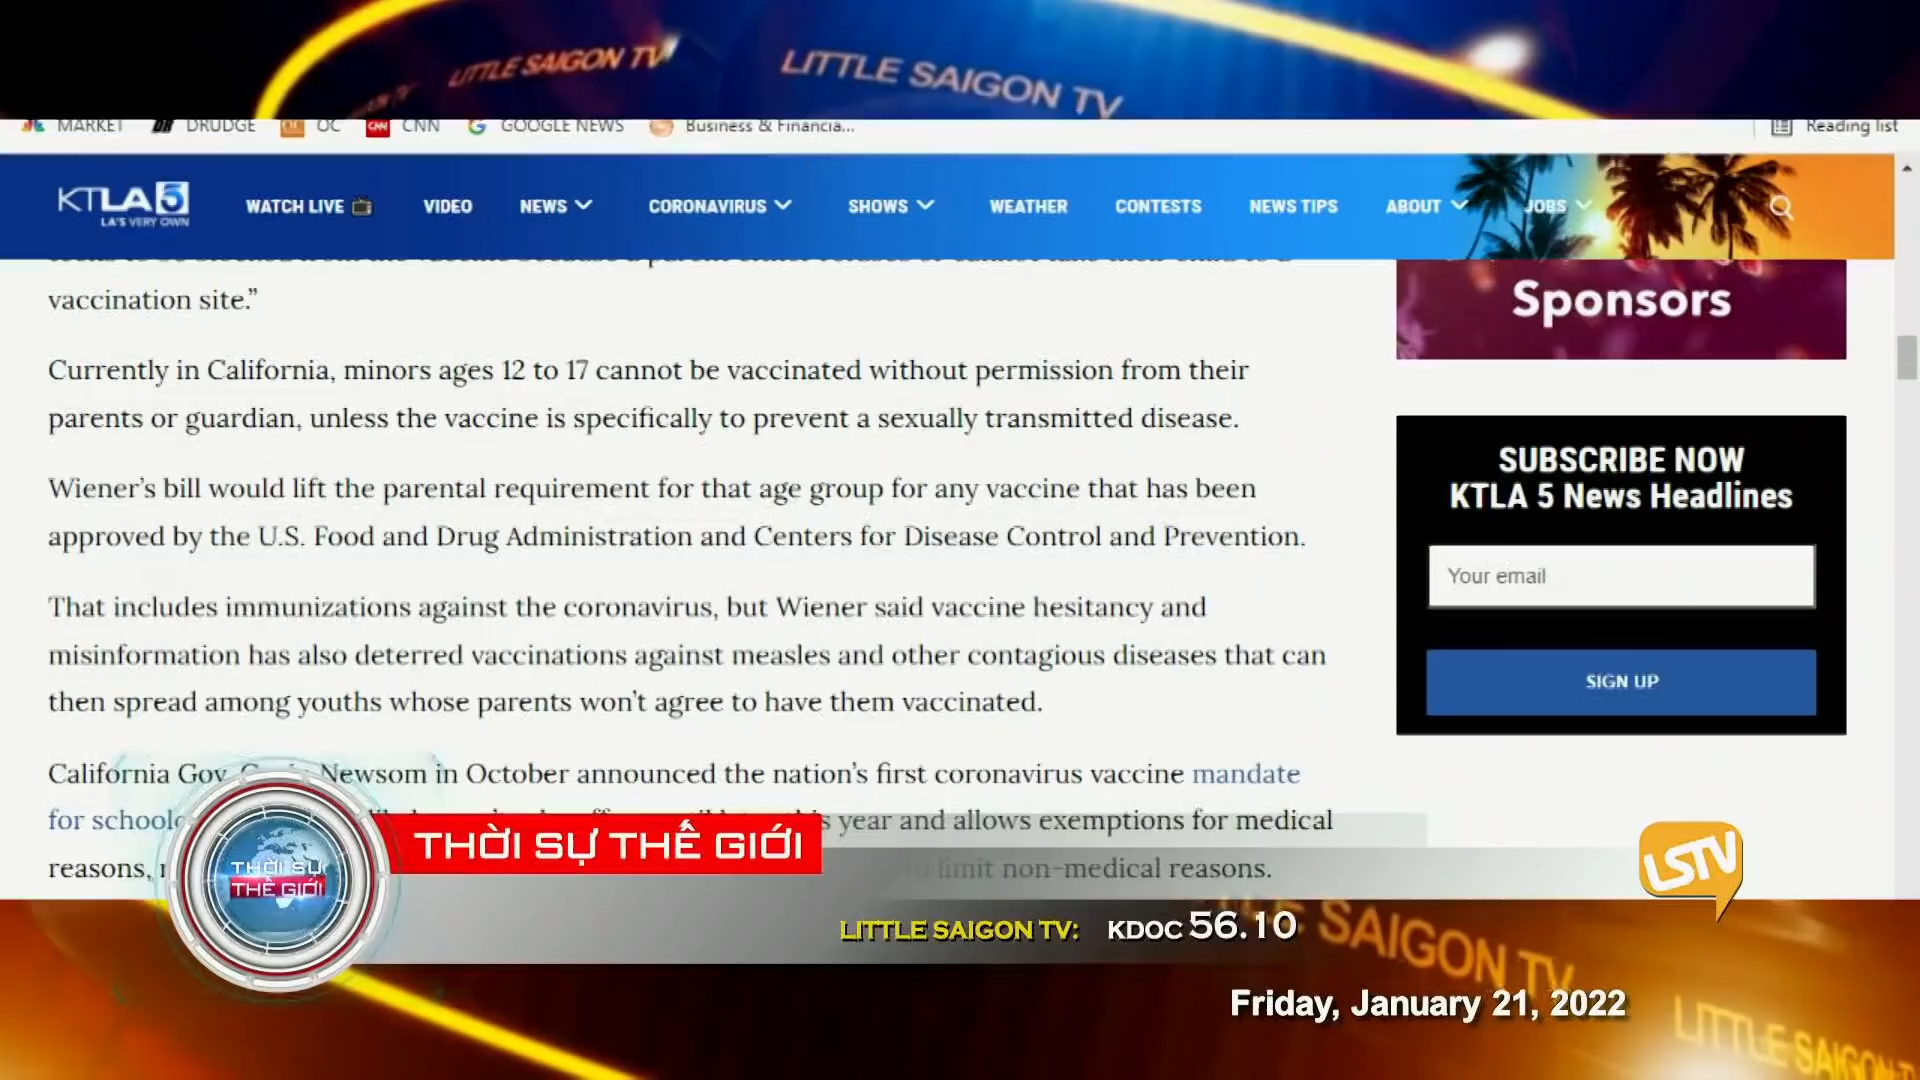 LITTLE SAIGON TV
LITTLE SAIGON TV
MARKET DRUDGE OC CNN GOOGLE NEWS Business & Financia... Reading list
KTLA 5
LA'S VERY OWN
WATCH LIVE VIDEO NEWS CORONAVIRUS SHOWS WEATHER CONTESTS NEWS TIPS ABOUT JOBS
vaccination site.”
Currently in California, minors ages 12 to 17 cannot be vaccinated without permission from their
parents or guardian, unless the vaccine is specifically to prevent a sexually transmitted disease.
Wiener’s bill would lift the parental requirement for that age group for any vaccine that has been
approved by the U.S. Food and Drug Administration and Centers for Disease Control and Prevention.
That includes immunizations against the coronavirus, but Wiener said vaccine hesitancy and
misinformation has also deterred vaccinations against measles and other contagious diseases that can
then spread among youths whose parents won’t agree to have them vaccinated.
California Gov. Newsom in October announced the nation’s first coronavirus vaccine mandate
for schools year and allows exemptions for medical
reasons, limit non-medical reasons.
Sponsors
SUBSCRIBE NOW
KTLA 5 News Headlines
Your email
SIGN UP
THỜI SỰ THẾ GIỚI
THỜI SỰ
THẾ GIỚI
LSTV
LITTLE SAIGON TV: KDOC 56.10
SAIGON TV
Friday, January 21, 2022
LITTLE SAIGON TV